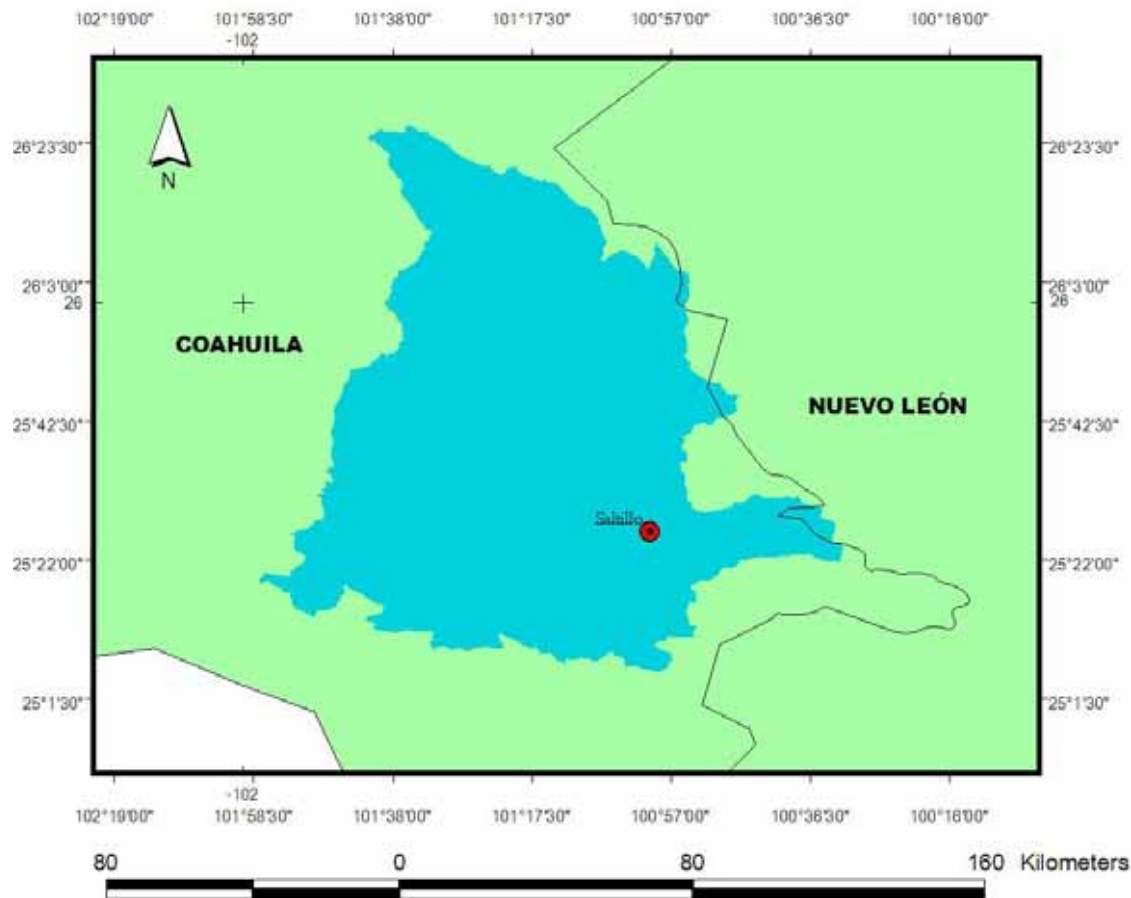 102°19'00" 101°58'30" 101°38'00" 101°17'30" 100°57'00" 100°36'30" 100°16'00"
-102
26°23'30" 26°23'30"
N
26°3'00" 26°3'00"
26 26
COAHUILA
NUEVO LEÓN
25°42'30" 25°42'30"
Saltillo
25°22'00" 25°22'00"
25°1'30" 25°1'30"
-102
102°19'00" 101°58'30" 101°38'00" 101°17'30" 100°57'00" 100°36'30" 100°16'00"
80 0 80 160 Kilometers